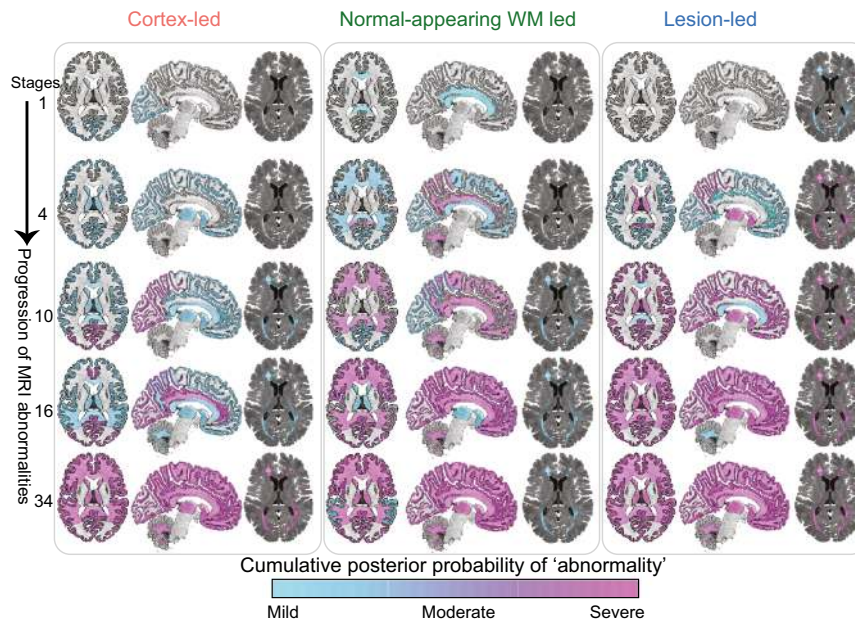 Cortex-led
Normal-appearing WM led
Lesion-led
Stages
1
4
Progression of MRI abnormalities
10
16
34
Cumulative posterior probability of ‘abnormality’
Mild
Moderate
Severe